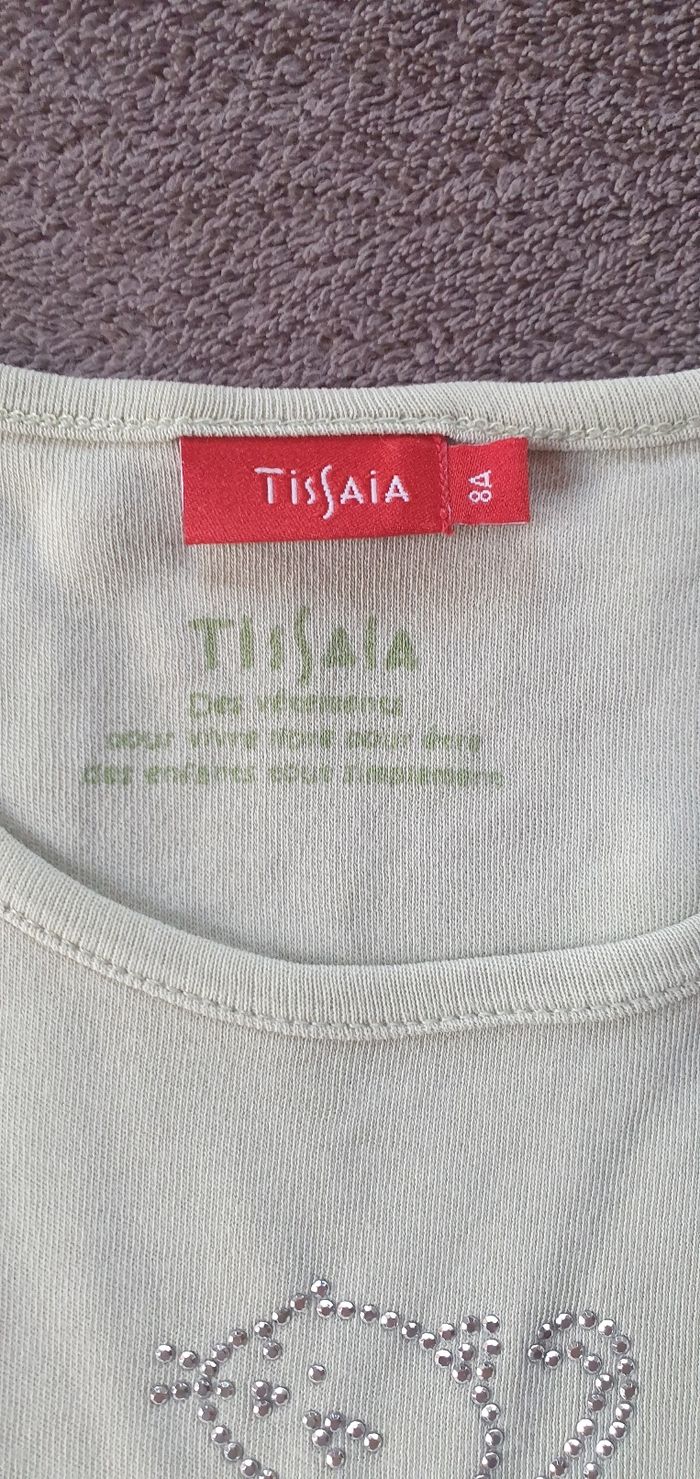 TissAiA
8A
TissAiA
Des vêtements
pour vivre libre pour être
des enfants tout simplement